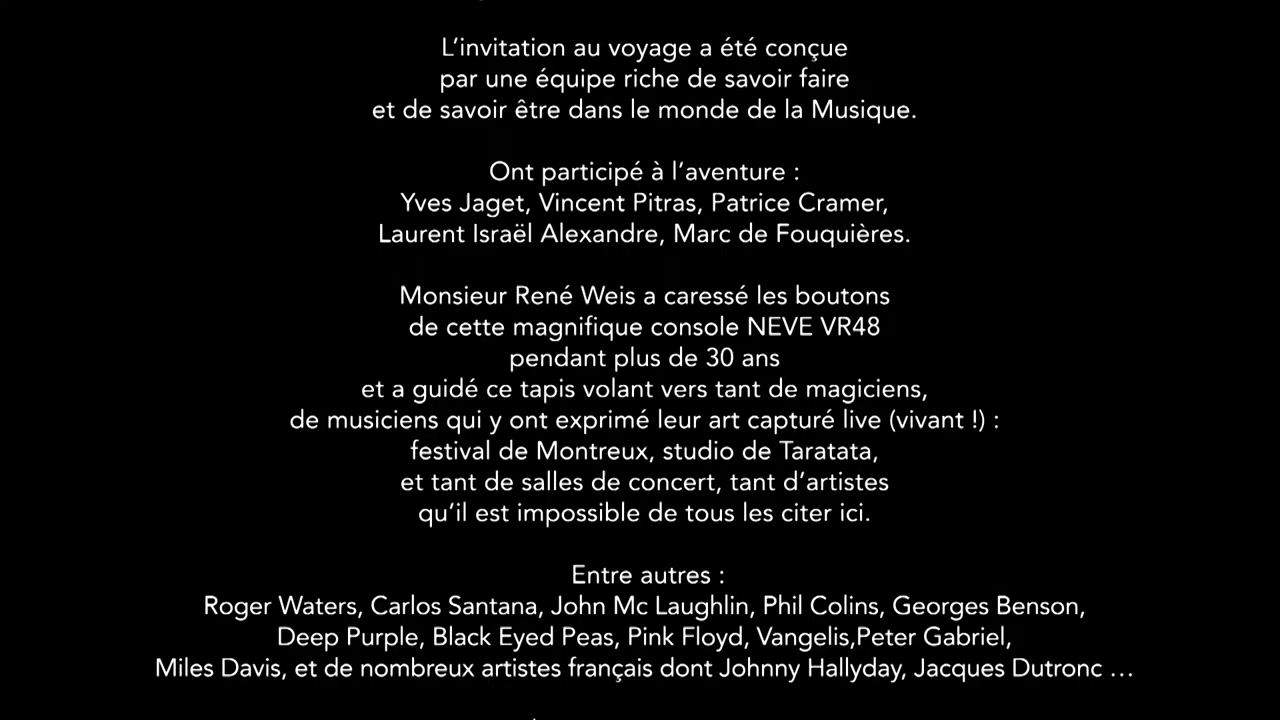 L'invitation au voyage a été conçue
par une équipe riche de savoir faire
et de savoir être dans le monde de la Musique.
Ont participé à l'aventure :
Yves Jaget, Vincent Pitras, Patrice Cramer,
Laurent Israël Alexandre, Marc de Fouquières.
Monsieur René Weis a caressé les boutons
de cette magnifique console NEVE VR48
pendant plus de 30 ans
et a guidé ce tapis volant vers tant de magiciens,
de musiciens qui y ont exprimé leur art capturé live (vivant !) :
festival de Montreux, studio de Taratata,
et tant de salles de concert, tant d'artistes
qu'il est impossible de tous les citer ici.
Entre autres :
Roger Waters, Carlos Santana, John Mc Laughlin, Phil Colins, Georges Benson,
Deep Purple, Black Eyed Peas, Pink Floyd, Vangelis,Peter Gabriel,
Miles Davis, et de nombreux artistes français dont Johnny Hallyday, Jacques Dutronc …